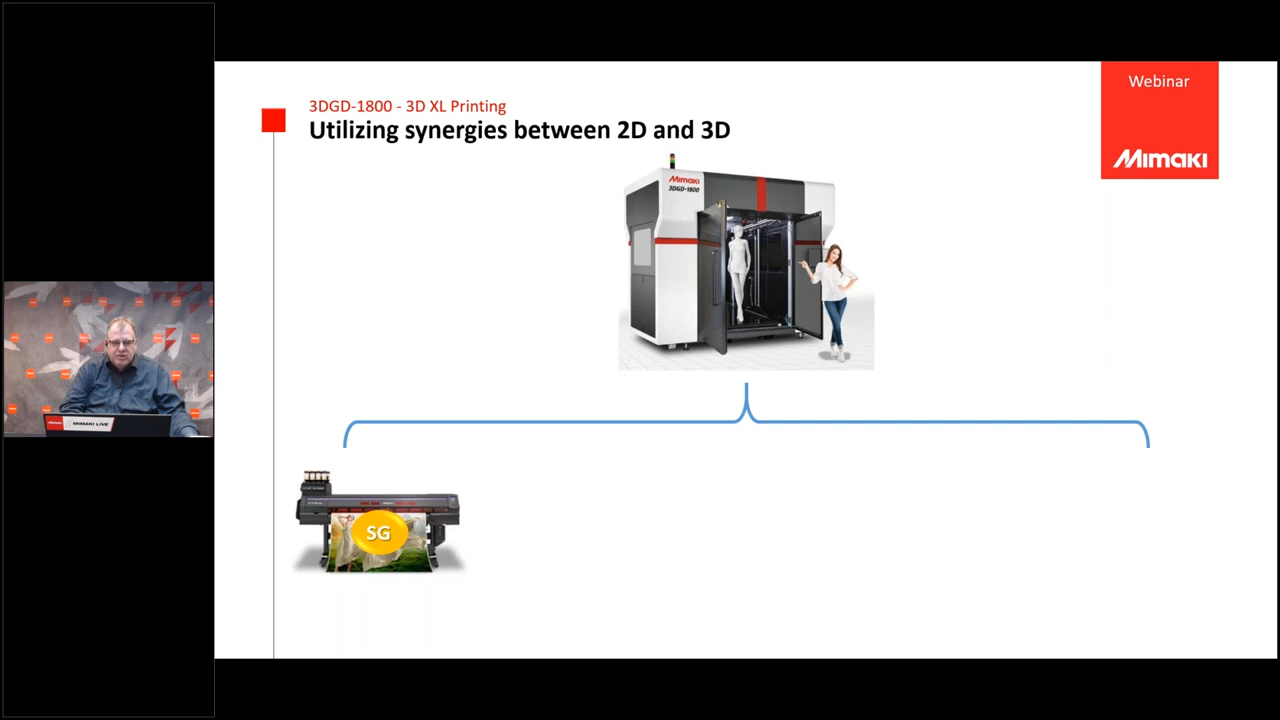 3DGD-1800 - 3D XL Printing
Utilizing synergies between 2D and 3D
Webinar
Mimaki
Mimaki
3DGD-1800
SG
Mimaki
MIMAKI LIVE